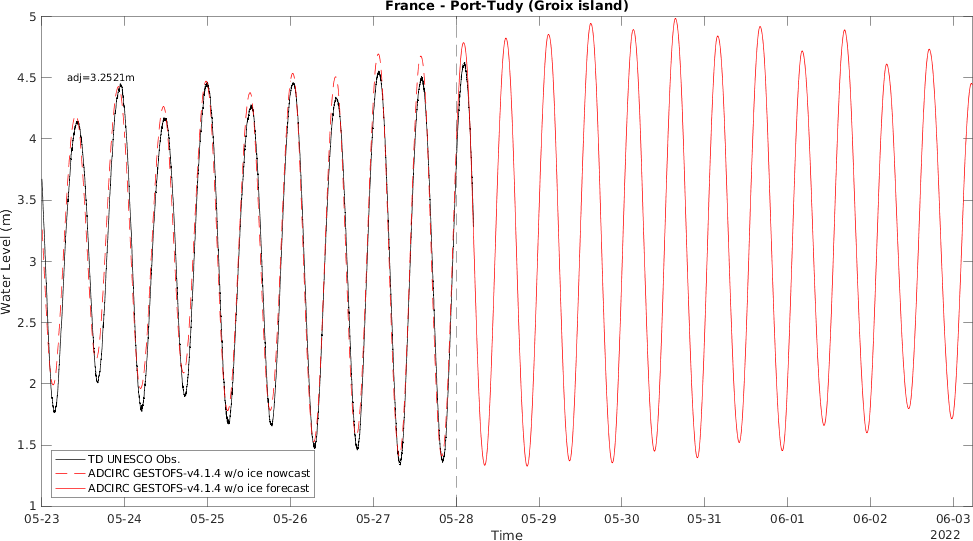 France - Port-Tudy (Groix island)
adj=3.2521m
5
4.5
4
3.5
3
2.5
2
1.5
1
Water Level (m)
TD UNESCO Obs.
ADCIRC GESTOFS-v4.1.4 w/o ice nowcast
ADCIRC GESTOFS-v4.1.4 w/o ice forecast
05-23 05-24 05-25 05-26 05-27 05-28 05-29 05-30 05-31 06-01 06-02 06-03
Time
2022